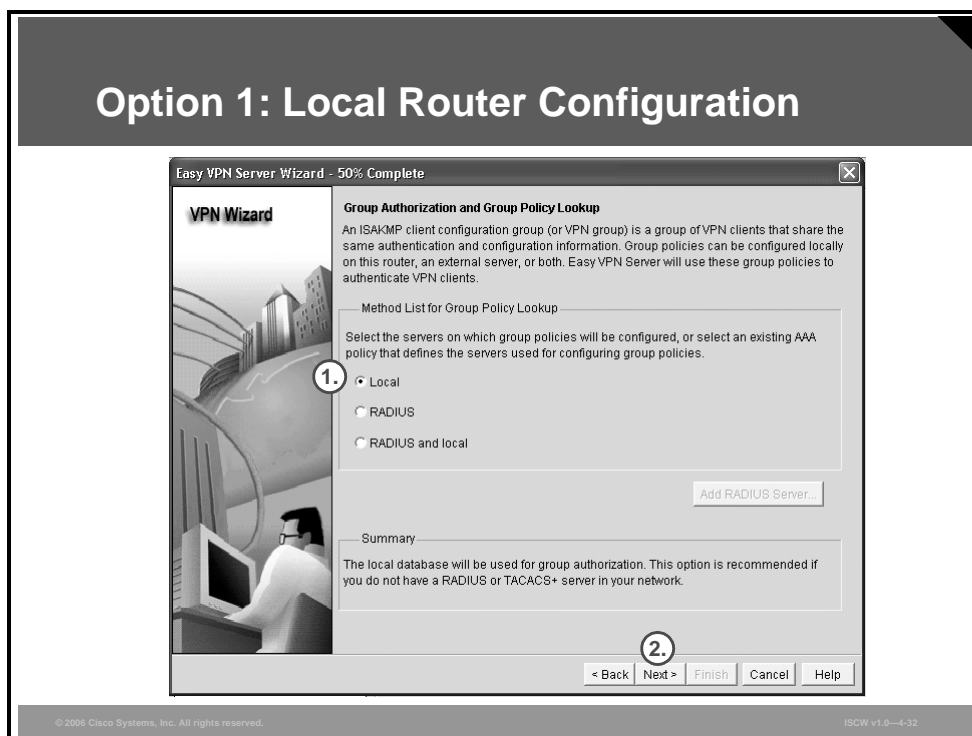 Option 1: Local Router Configuration
Easy VPN Server Wizard - 50% Complete
VPN Wizard
Group Authorization and Group Policy Lookup
An ISAKMP client configuration group (or VPN group) is a group of VPN clients that share the
same authentication and configuration information. Group policies can be configured locally
on this router, an external server, or both. Easy VPN Server will use these group policies to
authenticate VPN clients.
Method List for Group Policy Lookup
Select the servers on which group policies will be configured, or select an existing AAA
policy that defines the servers used for configuring group policies.
1. Local
RADIUS
RADIUS and local
Add RADIUS Server...
Summary
The local database will be used for group authorization. This option is recommended if
you do not have a RADIUS or TACACS+ server in your network.
2.
< Back Next > Finish Cancel Help
© 2006 Cisco Systems, Inc. All rights reserved. ISCW v1.0—4-32